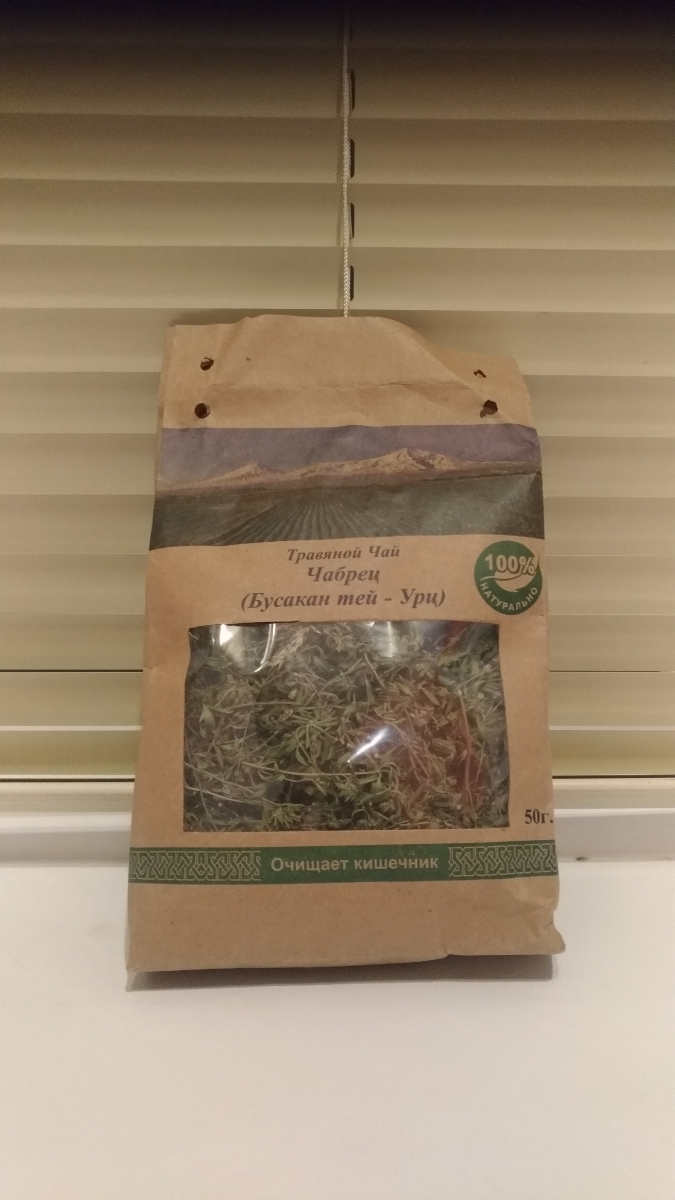 Травяной Чай
Чабрец
(Бусакан тей - Урц)
100%
НАТУРАЛЬНО
50г.
Очищает кишечник